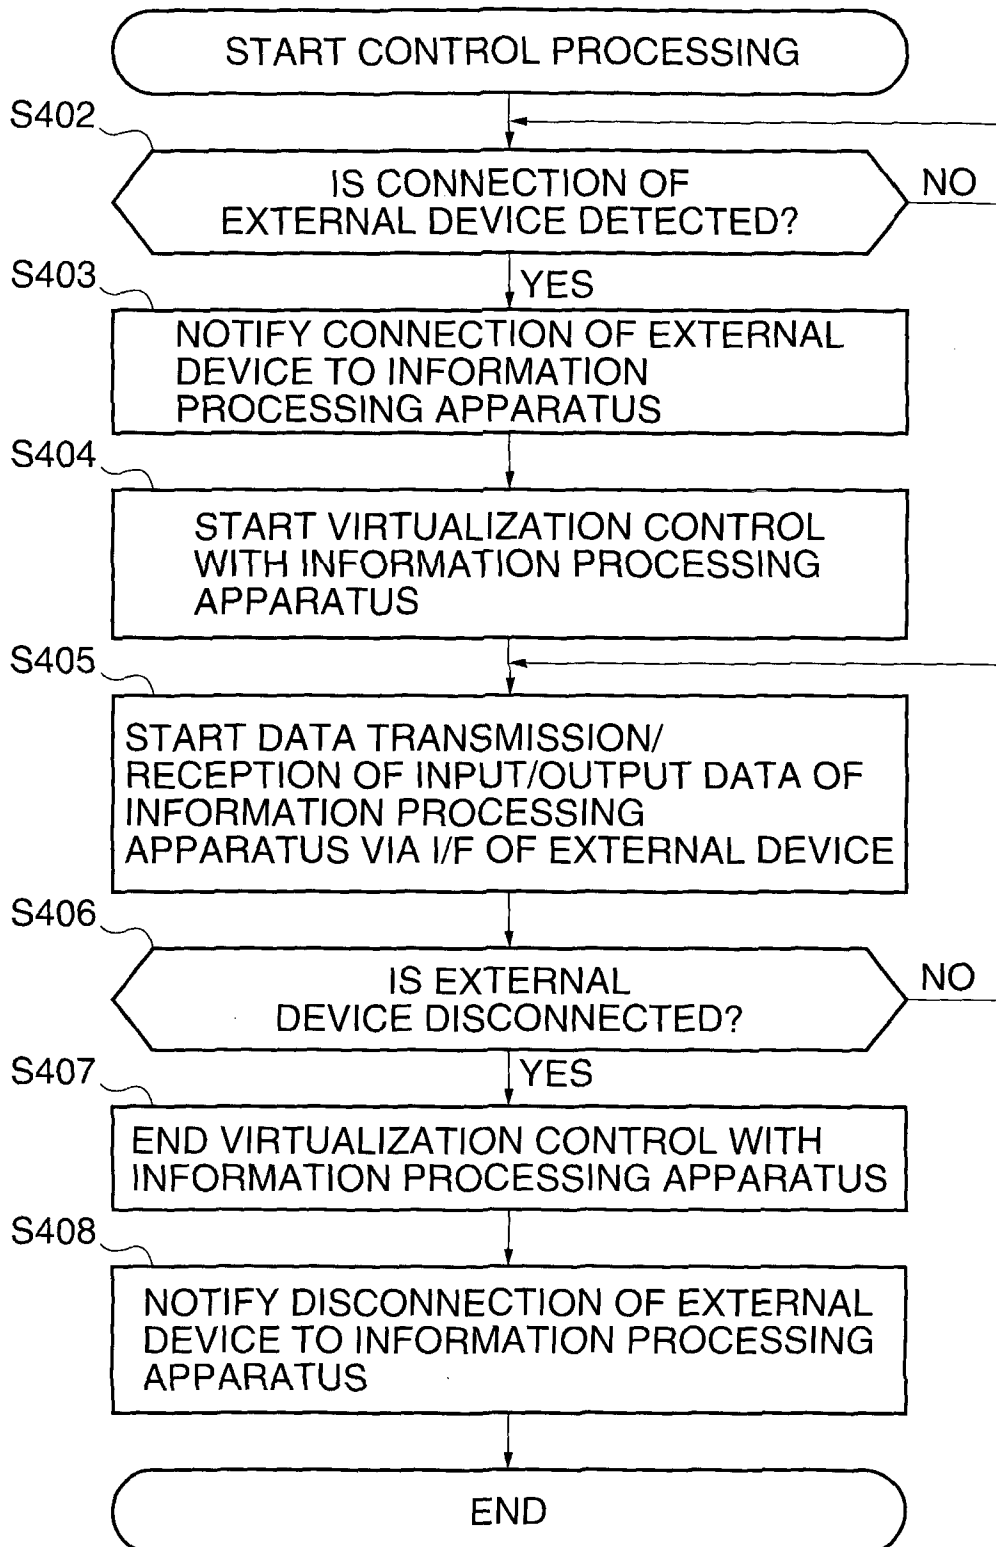 START CONTROL PROCESSING
S402
IS CONNECTION OF
EXTERNAL DEVICE DETECTED?
NO
YES
S403
NOTIFY CONNECTION OF EXTERNAL
DEVICE TO INFORMATION
PROCESSING APPARATUS
S404
START VIRTUALIZATION CONTROL
WITH INFORMATION PROCESSING
APPARATUS
S405
START DATA TRANSMISSION/
RECEPTION OF INPUT/OUTPUT DATA OF
INFORMATION PROCESSING
APPARATUS VIA I/F OF EXTERNAL DEVICE
S406
IS EXTERNAL
DEVICE DISCONNECTED?
NO
YES
S407
END VIRTUALIZATION CONTROL WITH
INFORMATION PROCESSING APPARATUS
S408
NOTIFY DISCONNECTION OF EXTERNAL
DEVICE TO INFORMATION PROCESSING
APPARATUS
END